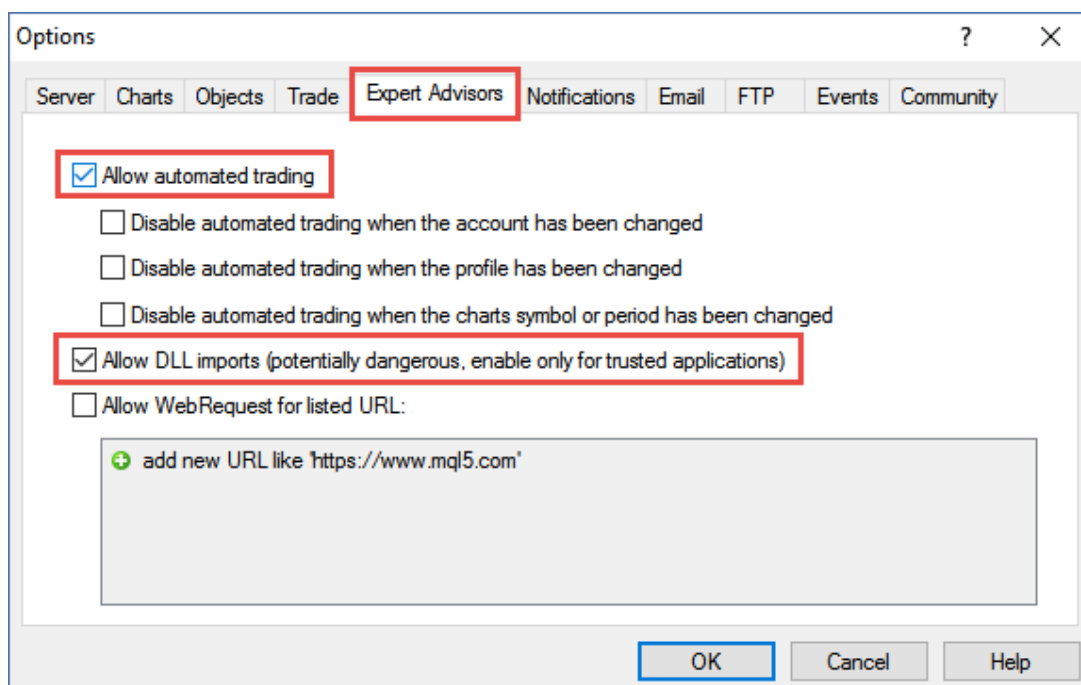 Options ?
Server Charts Objects Trade Expert Advisors Notifications Email FTP Events Community
Allow automated trading
Disable automated trading when the account has been changed
Disable automated trading when the profile has been changed
Disable automated trading when the charts symbol or period has been changed
Allow DLL imports (potentially dangerous, enable only for trusted applications)
Allow WebRequest for listed URL:
add new URL like 'https://www.mql5.com'
OK Cancel Help